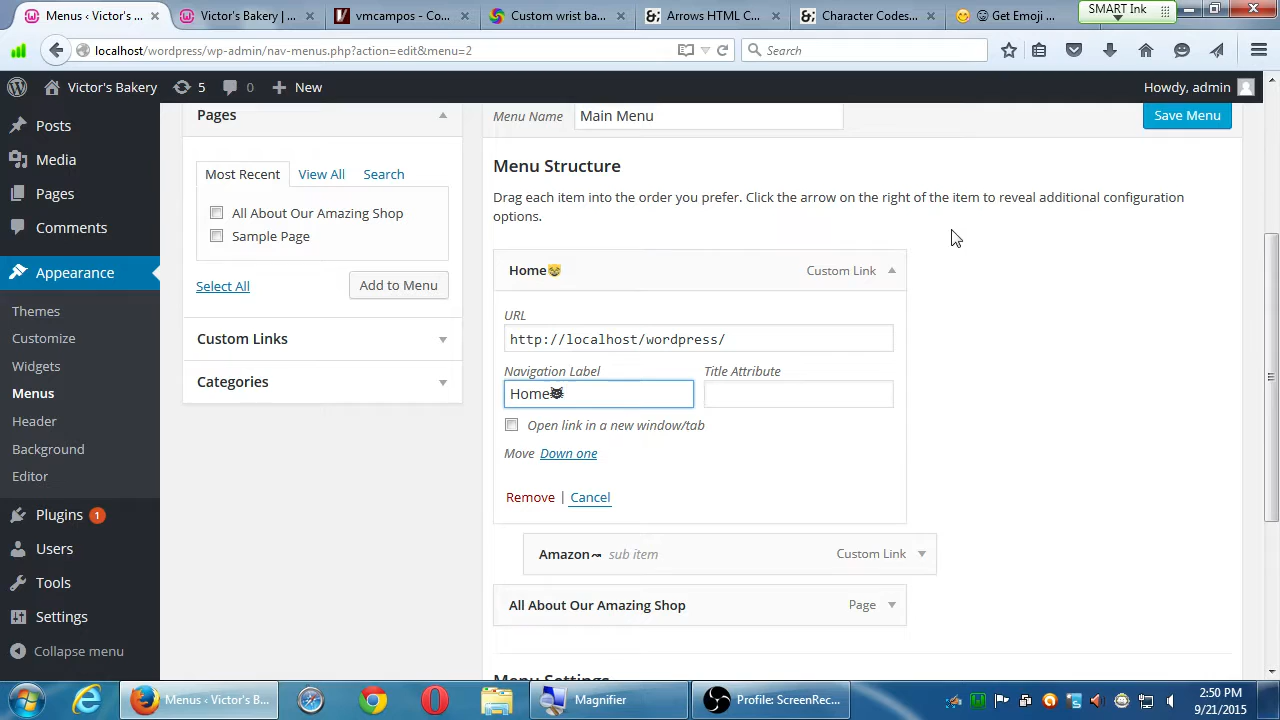 Menus ‹ Victor's ...
Victor's Bakery | ...
vmcampos - Co...
Custom wrist ba...
Arrows HTML C...
Character Codes...
😀 Get Emoji ...
SMART Ink
localhost/wordpress/wp-admin/nav-menus.php?action=edit&menu=2
Search
Victor's Bakery
5
0
New
Howdy, admin
Posts
Media
Pages
Comments
Appearance
Themes
Customize
Widgets
Menus
Header
Background
Editor
Plugins 1
Users
Tools
Settings
Collapse menu
Pages
Most Recent
View All
Search
All About Our Amazing Shop
Sample Page
Select All
Add to Menu
Custom Links
Categories
Menu Name
Main Menu
Save Menu
Menu Structure
Drag each item into the order you prefer. Click the arrow on the right of the item to reveal additional configuration
options.
Home😸
Custom Link
URL
http://localhost/wordpress/
Navigation Label
Title Attribute
Home😸
Open link in a new window/tab
Move Down one
Remove | Cancel
Amazon↝ sub item
Custom Link
All About Our Amazing Shop
Page
Menu Settings
Menus ‹ Victor's B...
Magnifier
Profile: ScreenRec...
2:50 PM
9/21/2015